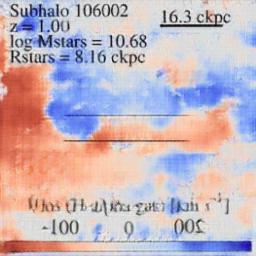 Subhalo 106002
16.3 ckpc
z = 1.00
log Mstars = 10.68
Rstars = 8.16 ckpc
-100 0